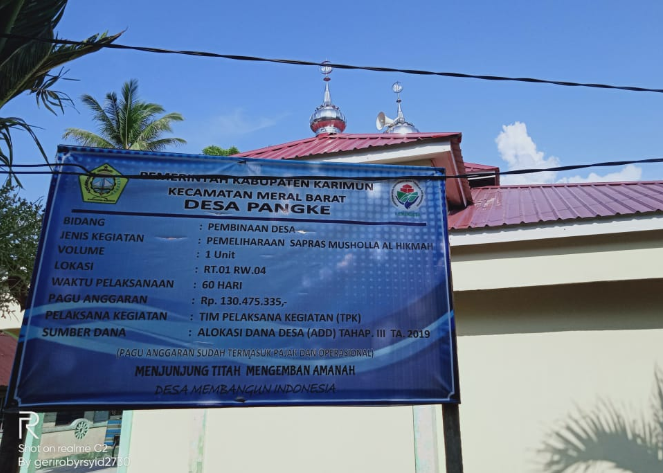 PEMERINTAH KABUPATEN KARIMUN
KECAMATAN MERAL BARAT
DESA PANGKE
BIDANG : PEMBINAAN DESA
JENIS KEGIATAN : PEMELIHARAAN SAPRAS MUSHOLLA AL HIKMAH
VOLUME : 1 Unit
LOKASI : RT.01 RW.04
WAKTU PELAKSANAAN : 60 HARI
PAGU ANGGARAN : Rp. 130.475.335,-
PELAKSANA KEGIATAN : TIM PELAKSANA KEGIATAN (TPK)
SUMBER DANA : ALOKASI DANA DESA (ADD) TAHAP. III TA. 2019
(PAGU ANGGARAN SUDAH TERMASUK PAJAK DAN OPERASIONAL)
MENJUNJUNG TITAH MENGEMBAN AMANAH
DESA MEMBANGUN INDONESIA
R
Shot on realme C2
By gerirobyrsyid2730